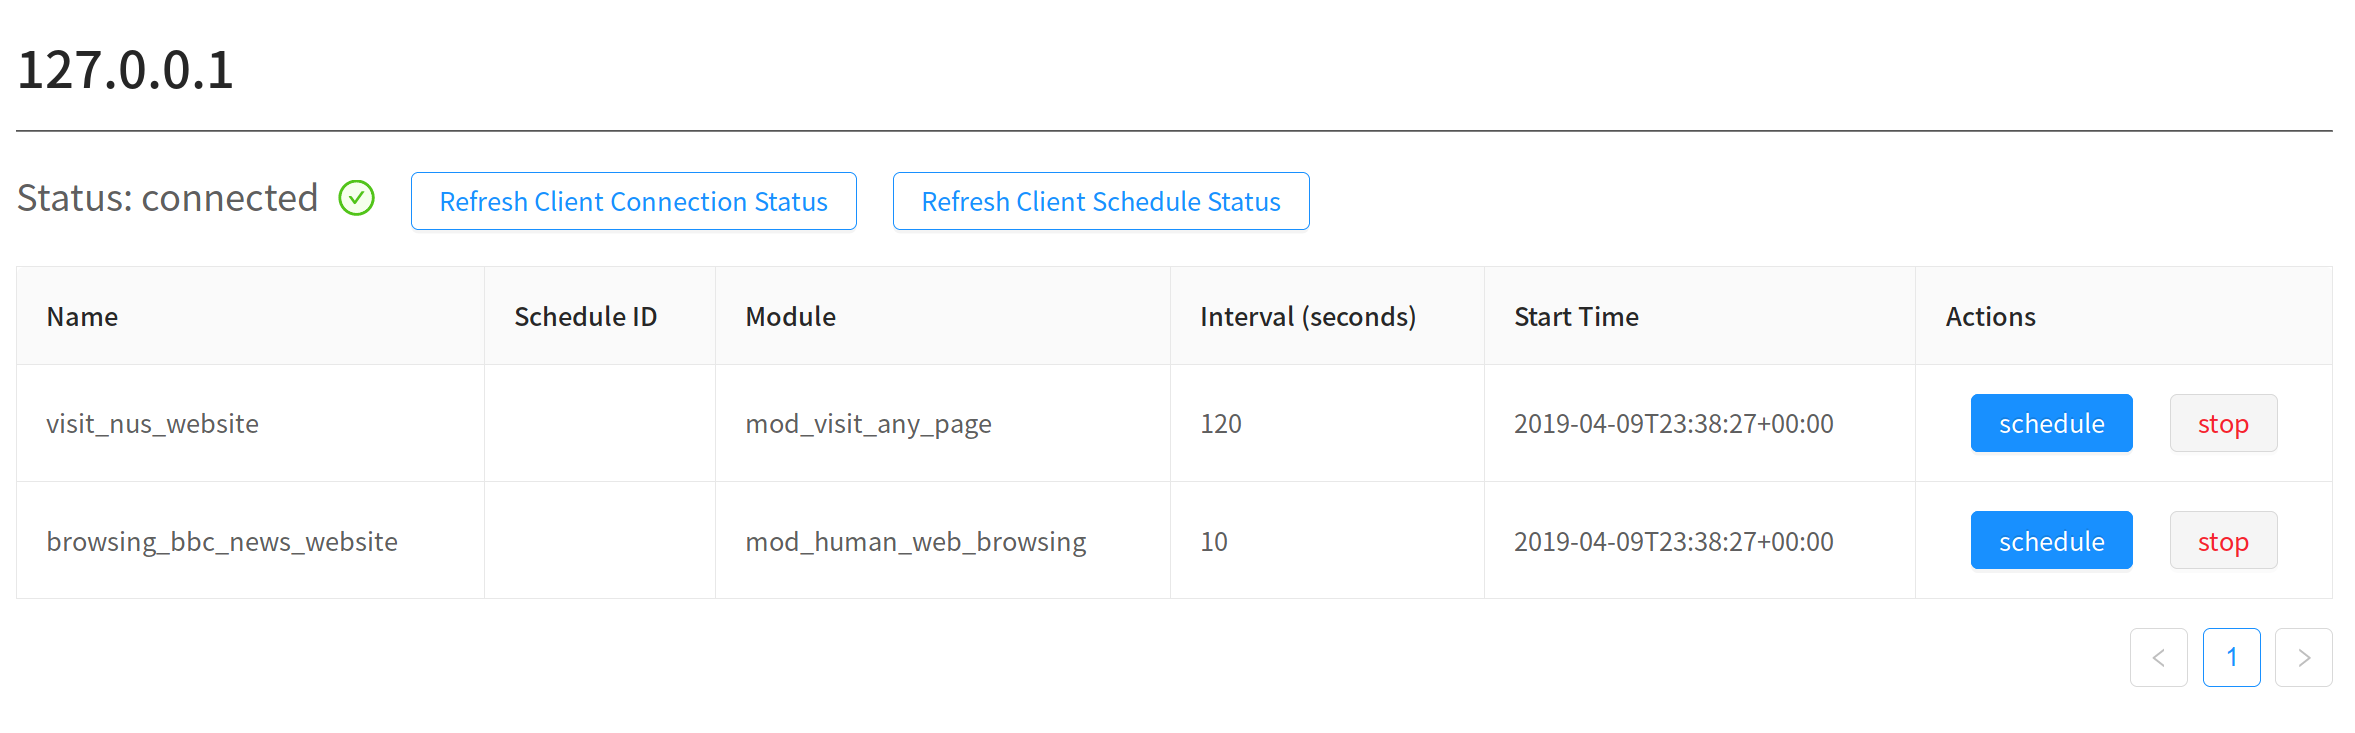 127.0.0.1
Status: connected Refresh Client Connection Status Refresh Client Schedule Status
Name Schedule ID Module Interval (seconds) Start Time Actions
visit_nus_website mod_visit_any_page 120 2019-04-09T23:38:27+00:00 schedule stop
browsing_bbc_news_website mod_human_web_browsing 10 2019-04-09T23:38:27+00:00 schedule stop
< 1 >